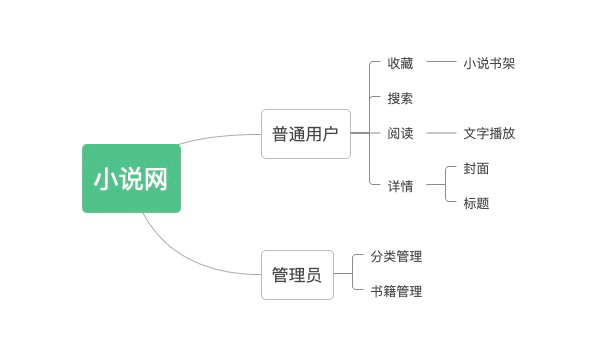 小说网
普通用户
收藏
小说书架
搜索
阅读
文字播放
详情
封面
标题
管理员
分类管理
书籍管理